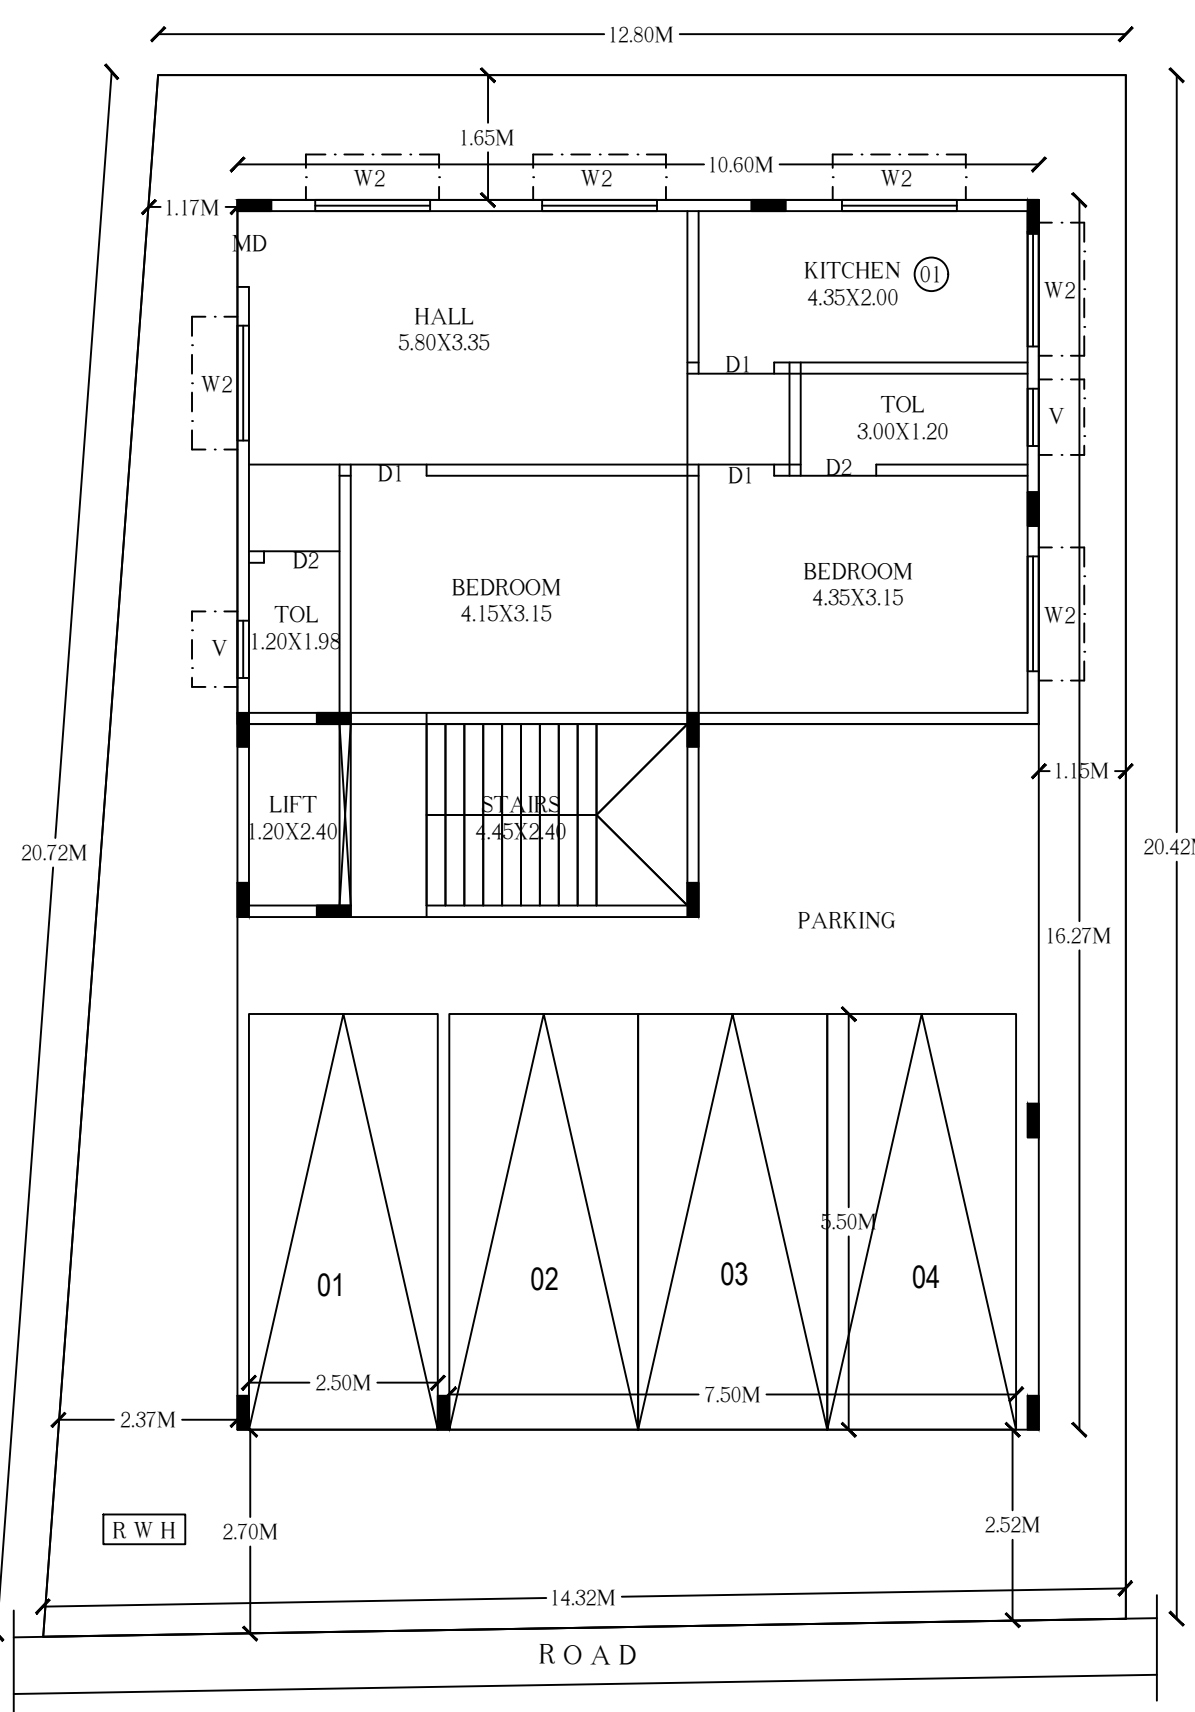 12.80M
1.65M
10.60M
W2
W2
W2
1.17M
MD
KITCHEN 01
4.35X2.00
W2
HALL
5.80X3.35
D1
W2
TOL
3.00X1.20
V
D1
D1
D2
D2
BEDROOM
4.15X3.15
BEDROOM
4.35X3.15
TOL
1.20X1.98
W2
V
1.15M
LIFT
1.20X2.40
STAIRS
4.45X2.40
20.72M
20.42M
PARKING
16.27M
5.50M
01
02
03
04
2.50M
7.50M
2.37M
RWH
2.70M
2.52M
14.32M
ROAD